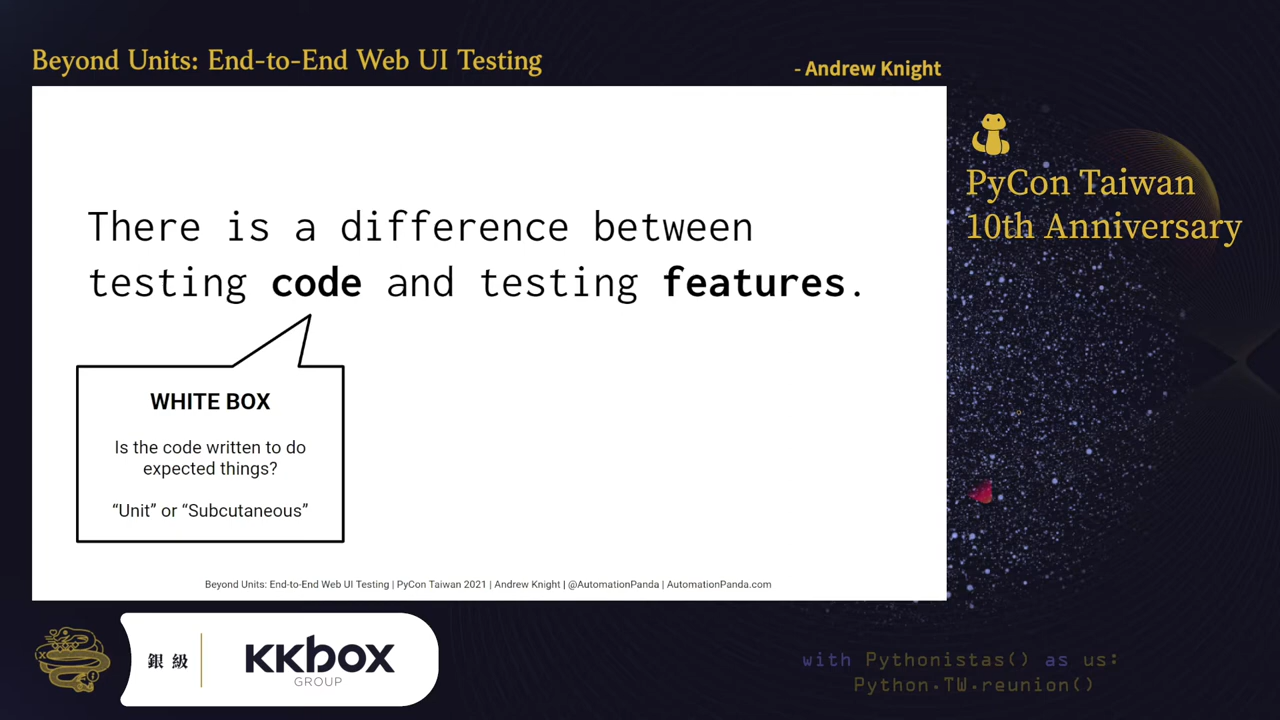 Beyond Units: End-to-End Web UI Testing
- Andrew Knight
PyCon Taiwan
10th Anniversary
There is a difference between
testing code and testing features.
WHITE BOX
Is the code written to do
expected things?
“Unit” or “Subcutaneous”
Beyond Units: End-to-End Web UI Testing | PyCon Taiwan 2021 | Andrew Knight | @AutomationPanda | AutomationPanda.com
銀級
KKBOX
GROUP
with Pythonistas() as us:
Python.TW.reunion()